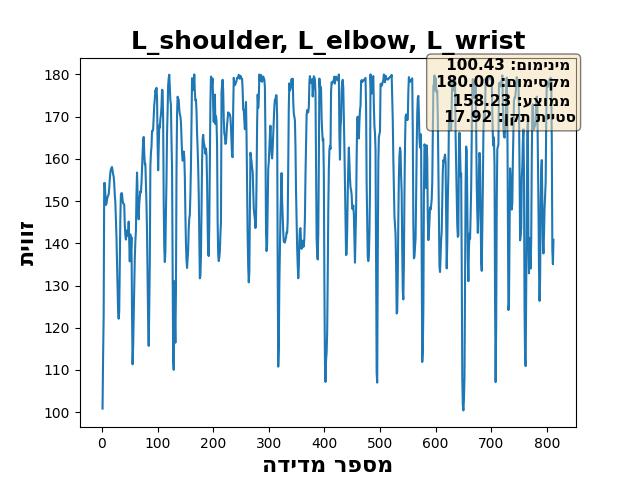 L_shoulder, L_elbow, L_wrist
מינימום: 100.43
מקסימום: 180.00
ממוצע: 158.23
סטיית תקן: 17.92
180
170
160
150
140
130
120
110
100
זווית
0 100 200 300 400 500 600 700 800
מספר מדידה